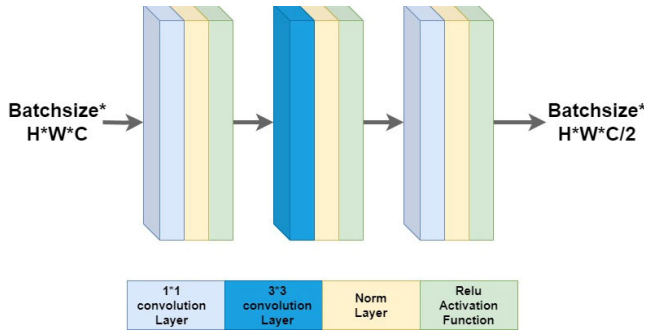 Batchsize*
H*W*C
Batchsize*
H*W*C/2
1*1
convolution
Layer
3*3
convolution
Layer
Norm
Layer
Relu
Activation
Function